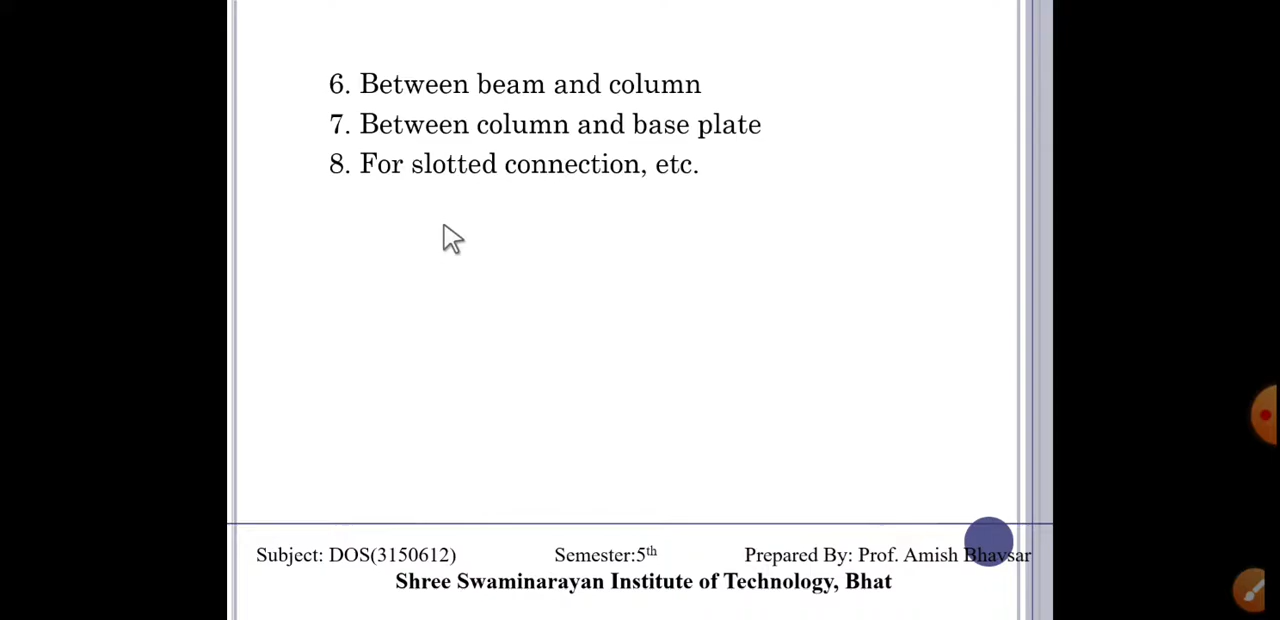 6. Between beam and column
7. Between column and base plate
8. For slotted connection, etc.
Subject: DOS(3150612) Semester:5th Prepared By: Prof. Amish Bhavsar
Shree Swaminarayan Institute of Technology, Bhat